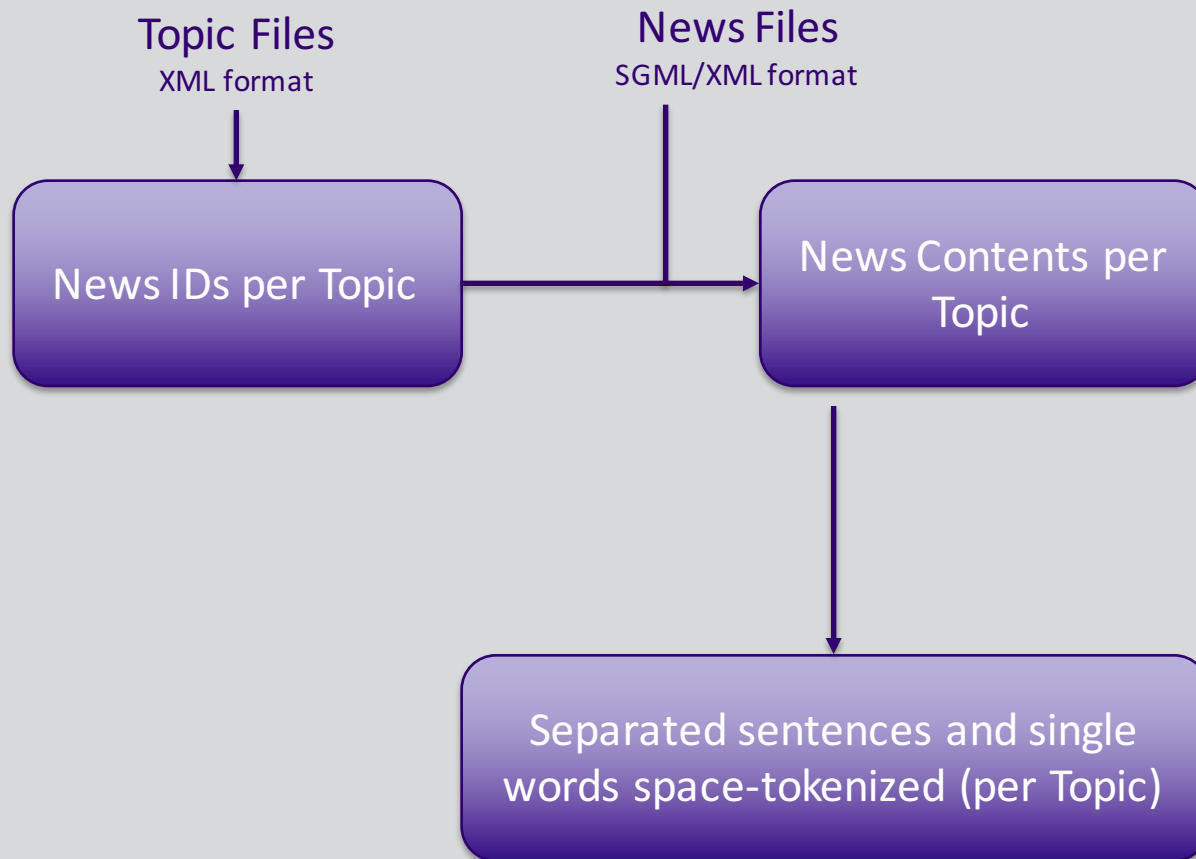 Topic Files
XML format
News Files
SGML/XML format
News IDs per Topic
News Contents per
Topic
Separated sentences and single
words space-tokenized (per Topic)